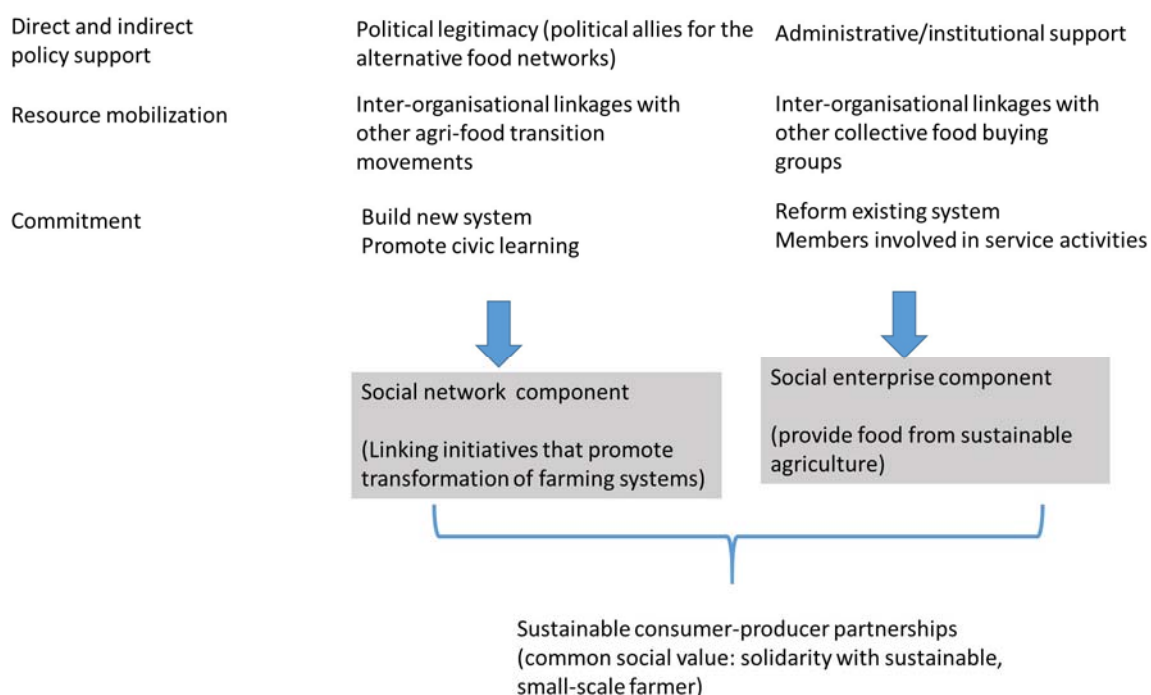 Direct and indirect
policy support
Political legitimacy (political allies for the
alternative food networks)
Administrative/institutional support
Resource mobilization
Inter-organisational linkages with
other agri-food transition
movements
Inter-organisational linkages with
other collective food buying
groups
Commitment
Build new system
Promote civic learning
Reform existing system
Members involved in service activities
Social network component
(Linking initiatives that promote
transformation of farming systems)
Social enterprise component
(provide food from sustainable
agriculture)
Sustainable consumer-producer partnerships
(common social value: solidarity with sustainable,
small-scale farmer)